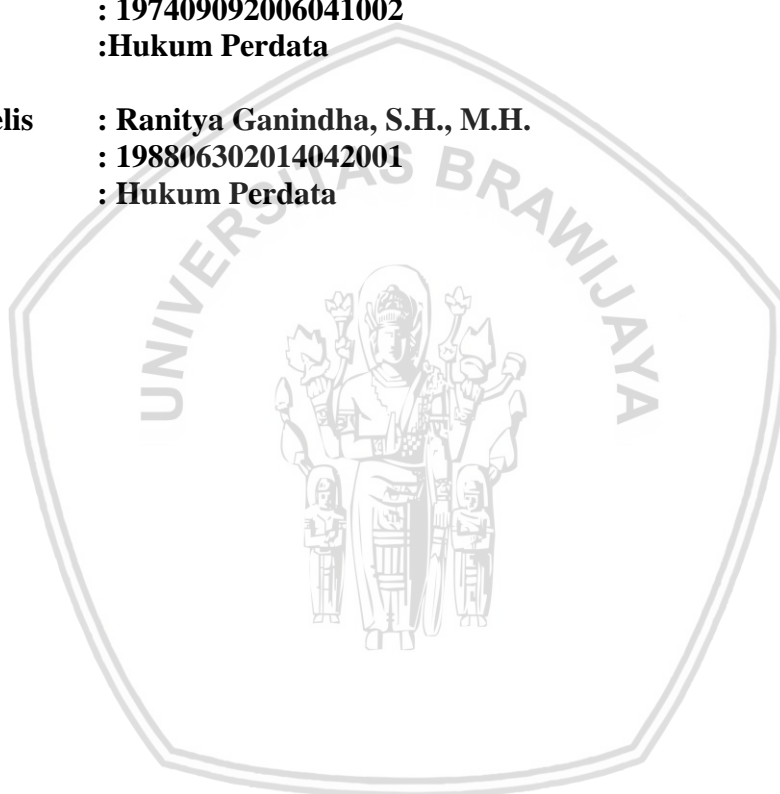 : 197409092006041002
:Hukum Perdata
elis : Ranitya Ganindha, S.H., M.H.
: 198806302014042001
: Hukum Perdata
UNIVERSITAS BRAWIJAYA